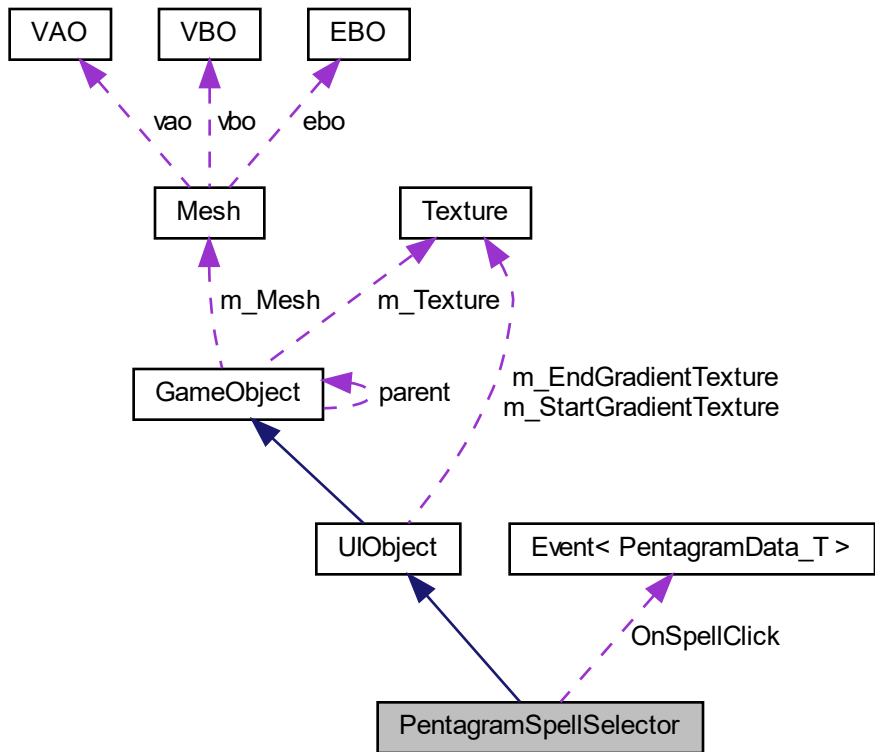 VAO
VBO
EBO
vao
vbo
ebo
Mesh
Texture
m_Mesh
m_Texture
GameObject
parent
m_EndGradientTexture
m_StartGradientTexture
UIObject
Event< PentagramData_T >
OnSpellClick
PentagramSpellSelector